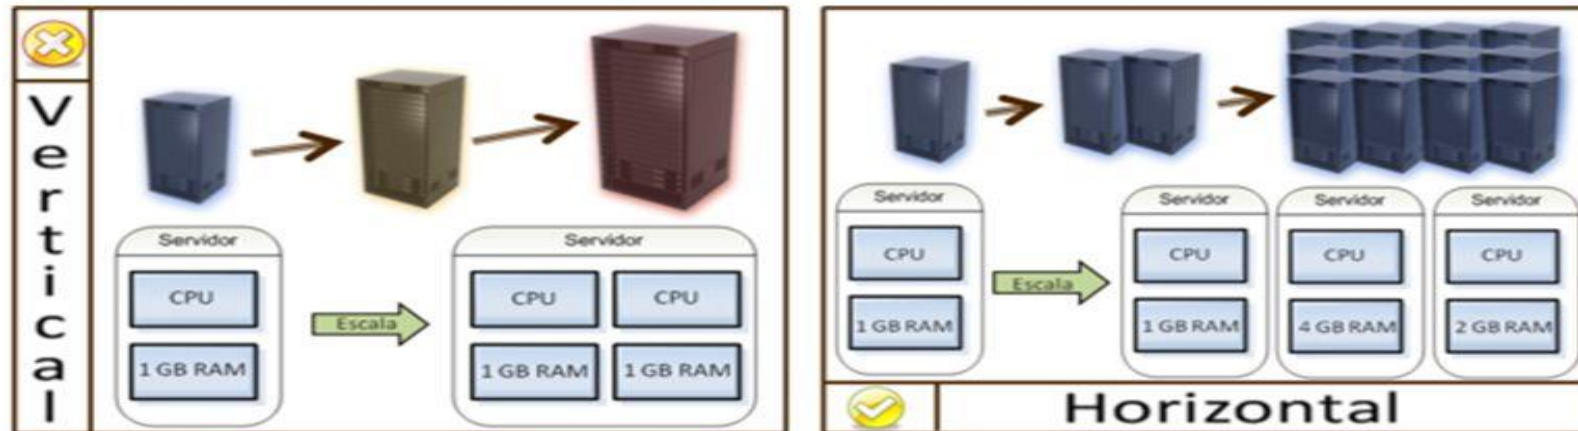 Vertical
Servidor
CPU
1 GB RAM
Escala
Servidor
CPU CPU
1 GB RAM 1 GB RAM
Servidor
CPU
1 GB RAM
Escala
Servidor Servidor Servidor
CPU CPU CPU
1 GB RAM 4 GB RAM 2 GB RAM
Horizontal